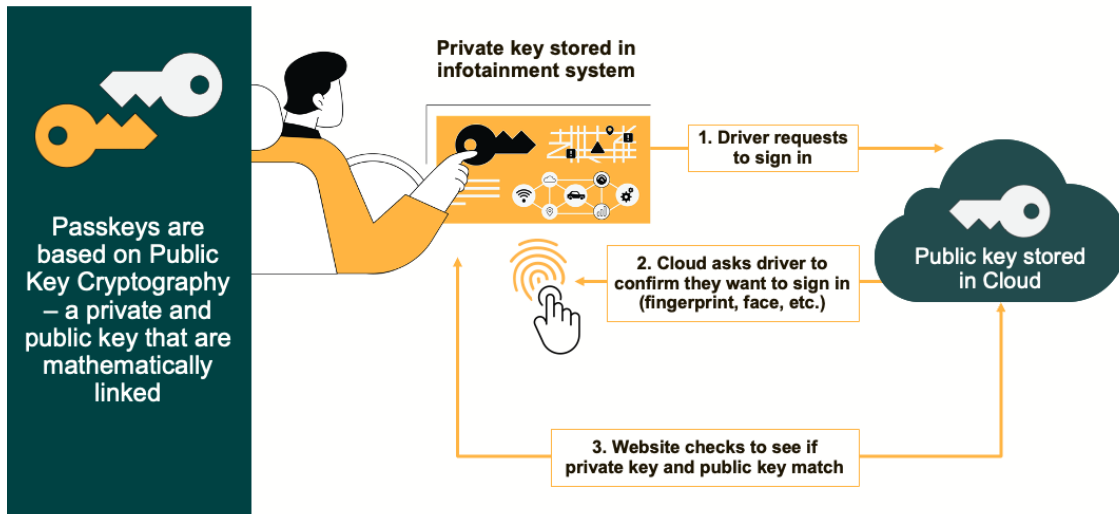 Passkeys are
based on Public
Key Cryptography
– a private and
public key that are
mathematically
linked
Private key stored in
infotainment system
1. Driver requests
to sign in
2. Cloud asks driver to
confirm they want to sign in
(fingerprint, face, etc.)
Public key stored
in Cloud
3. Website checks to see if
private key and public key match